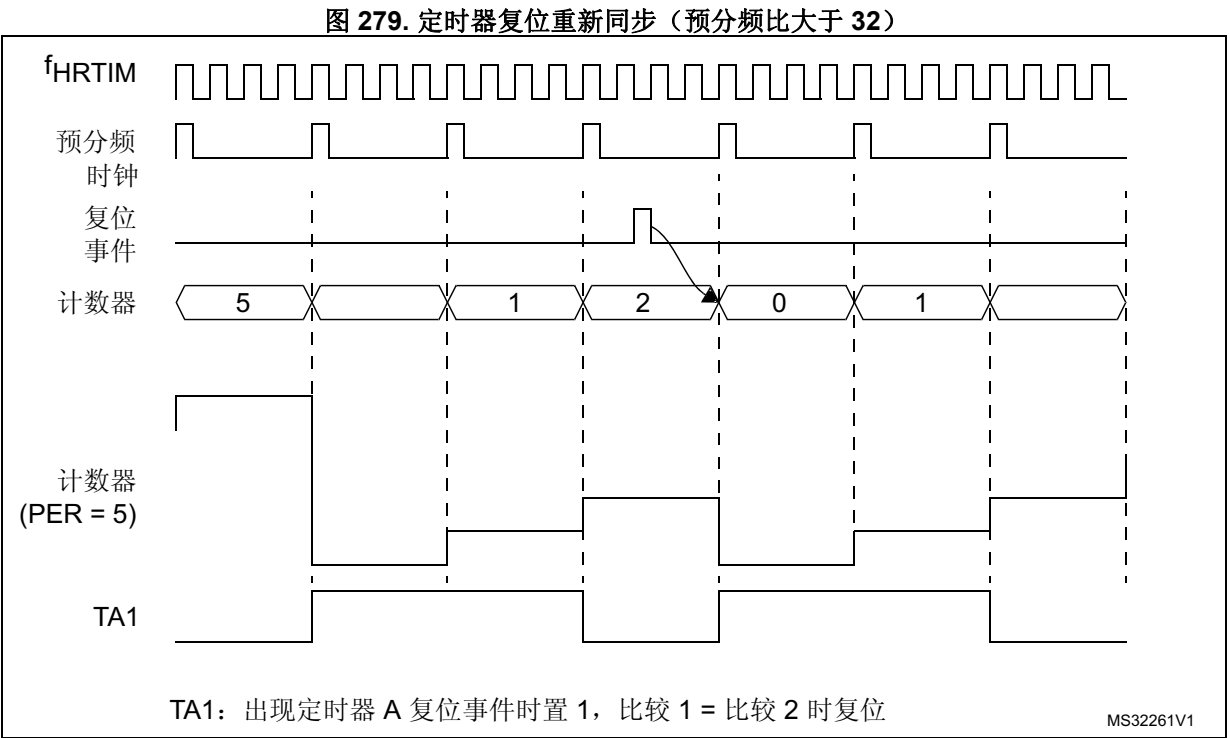 图 279. 定时器复位重新同步（预分频比大于 32）
fHRTIM
预分频
时钟
复位
事件
计数器
5
1
2
0
1
计数器
(PER = 5)
TA1
TA1：出现定时器 A 复位事件时置 1，比较 1 = 比较 2 时复位
MS32261V1